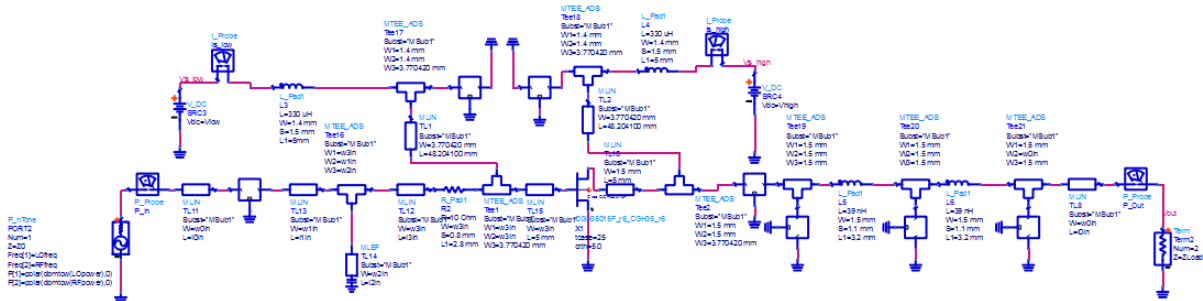 MTEE_ADS
Tee18
Subst="MSub1"
W1=1.4 mm
W2=1.4 mm
W3=3.770420 mm
L_Pad1
L4
L=330 uH
W=1.4 mm
S=1.5 mm
L1=5 mm
I_Probe
Is_high
I_Probe
Is_low
MTEE_ADS
Tee17
Subst="MSub1"
W1=1.4 mm
W2=1.4 mm
W3=3.770420 mm
Vs_low
Vs_high
V_DC
SRC3
Vdc=Vlow
L_Pad1
L3
L=330 uH
W=1.4 mm
S=1.5 mm
L1=5mm
MLIN
TL1
Subst="MSub1"
W=3.770420 mm
L=48.204100 mm
MLIN
TL2
Subst="MSub1"
W=3.770420 mm
L=48.204100 mm
V_DC
SRC4
Vdc=Vhigh
MTEE_ADS
Tee16
Subst="MSub1"
W1=w3in
W2=w1in
W3=w2in
MTEE_ADS
Tee19
Subst="MSub1"
W1=1.5 mm
W2=1.5 mm
W3=1.5 mm
MTEE_ADS
Tee20
Subst="MSub1"
W1=1.5 mm
W2=1.5 mm
W3=1.5 mm
MTEE_ADS
Tee21
Subst="MSub1"
W1=1.5 mm
W2=w0in
W3=1.5 mm
P_nTone
PORT2
Num=1
Z=Z0
Freq[1]=LOfreq
Freq[2]=RFfreq
P[1]=polar(dbmtow(LOpower),0)
P[2]=polar(dbmtow(RFpower),0)
P_Probe
P_in
MLIN
TL11
Subst="MSub1"
W=w0in
L=l0in
MLIN
TL13
Subst="MSub1"
W=w1in
L=l1in
MLEF
TL14
Subst="MSub1"
W=w2in
L=l2in
MLIN
TL12
Subst="MSub1"
W=w3in
L=l3in
R_Pad1
R2
R=10 Ohm
W=w3in
S=0.8 mm
L1=2.8 mm
MTEE_ADS
Tee1
Subst="MSub1"
W1=w3in
W2=w3in
W3=3.770420 mm
MLIN
TL15
Subst="MSub1"
W=w3in
L=5 mm
X1
tcase=25
MLIN
Subst="MSub1"
W=1.5 mm
L=5 mm
MTEE_ADS
Tee2
Subst="MSub1"
W1=1.5 mm
W2=1.5 mm
W3=3.770420 mm
L_Pad1
L5
L=39 nH
W=1.5 mm
S=1.1 mm
L1=3.2 mm
L_Pad1
L6
L=39 nH
W=1.5 mm
S=1.1 mm
L1=3.2 mm
MLIN
TL8
Subst="MSub1"
W=w0in
L=l0in
P_Probe
P_Out
Vout
Term
Term2
Num=2
Z=ZLoad